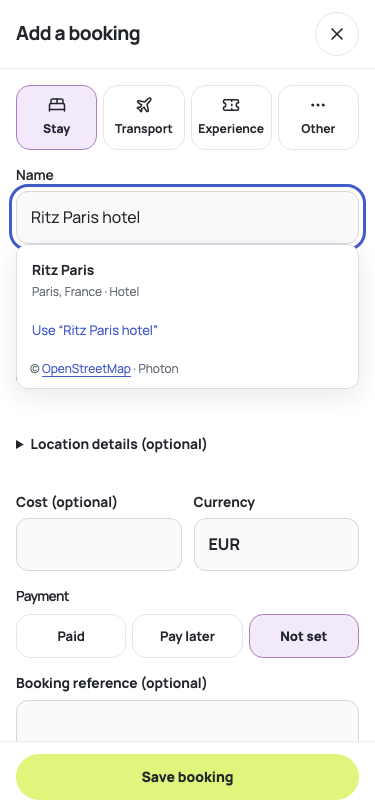 Add a booking
Stay
Transport
Experience
Other
Name
Ritz Paris hotel
Ritz Paris
Paris, France · Hotel
Use “Ritz Paris hotel”
© OpenStreetMap · Photon
Location details (optional)
Cost (optional)
Currency
EUR
Payment
Paid
Pay later
Not set
Booking reference (optional)
Save booking